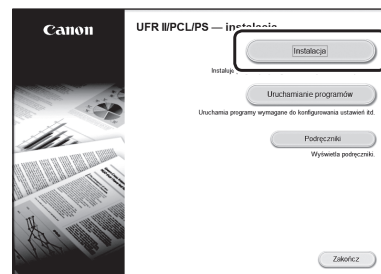 Canon
UFR II/PCL/PS — instalacja
Instalacja
Instaluje
Uruchamianie programów
Uruchamia programy wymagane do konfigurowania ustawień itd.
Podręczniki
Wyświetla podręczniki.
Zakończ